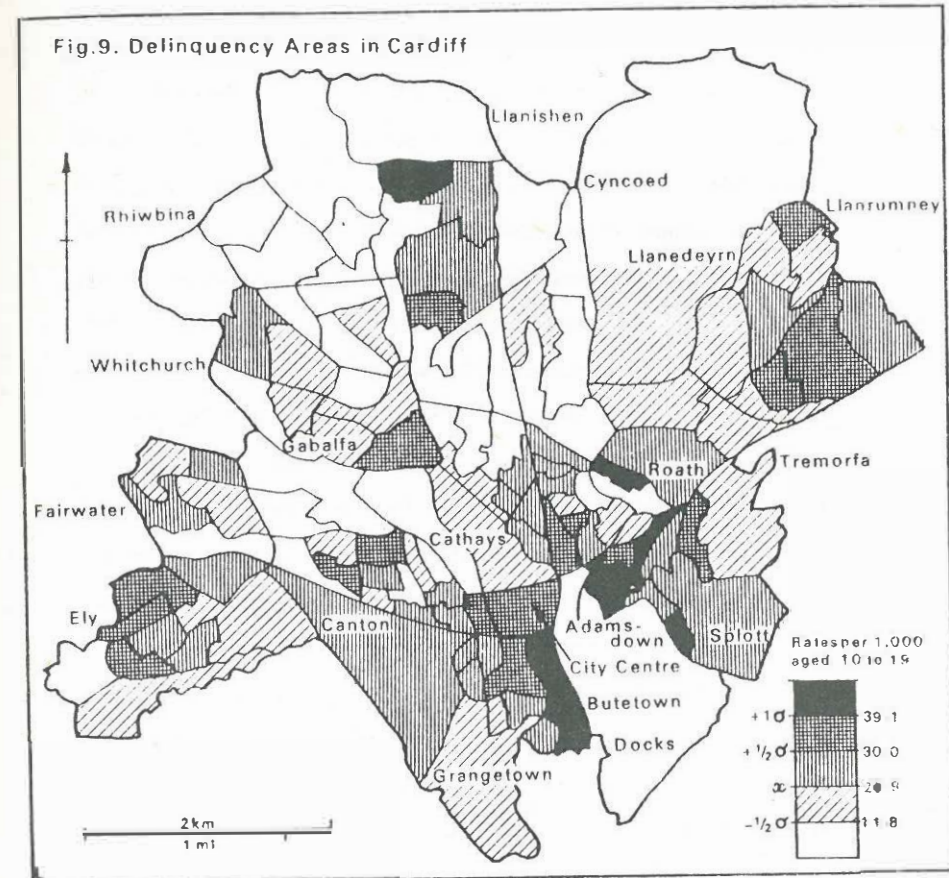 Fig.9. Delinquency Areas in Cardiff
Llanishen
Cyncoed
Rhiwbina
Llanrumney
Llanedeyrn
Whitchurch
Gabalfa
Roath
Tremorfa
Fairwater
Cathays
Ely
Canton
Adams-
down
Splott
City Centre
Butetown
Docks
Grangetown
Rates per 1,000
aged 10 to 19
+1σ 39 1
+½σ 30 0
x 9
-½σ 11 8
2km
1 ml